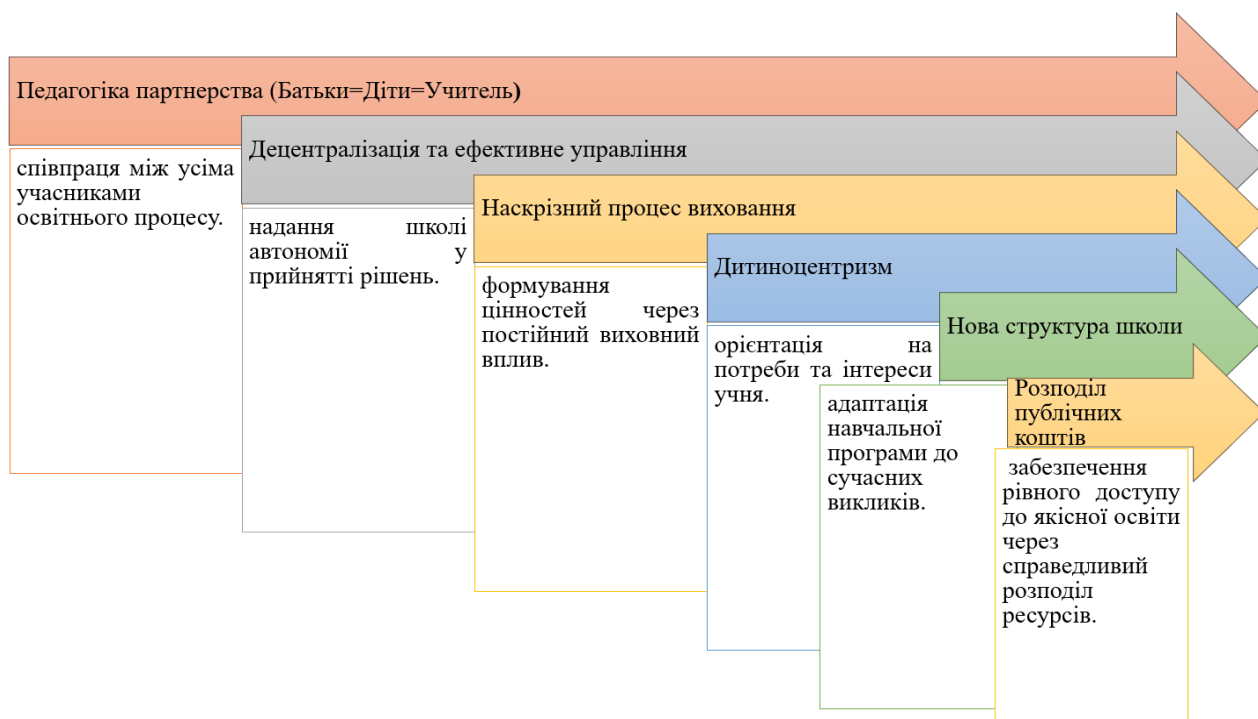 Педагогіка партнерства (Батьки=Діти=Учитель)
співпраця між усіма
учасниками
освітнього процесу.
Децентралізація та ефективне управління
надання школі
автономії у
прийнятті рішень.
Наскрізний процес виховання
формування
цінностей через
постійний виховний
вплив.
Дитиноцентризм
орієнтація на
потреби та інтереси
учня.
Нова структура школи
адаптація
навчальної
програми до
сучасних
викликів.
Розподіл
публічних
коштів
забезпечення
рівного доступу
до якісної освіти
через
справедливий
розподіл
ресурсів.